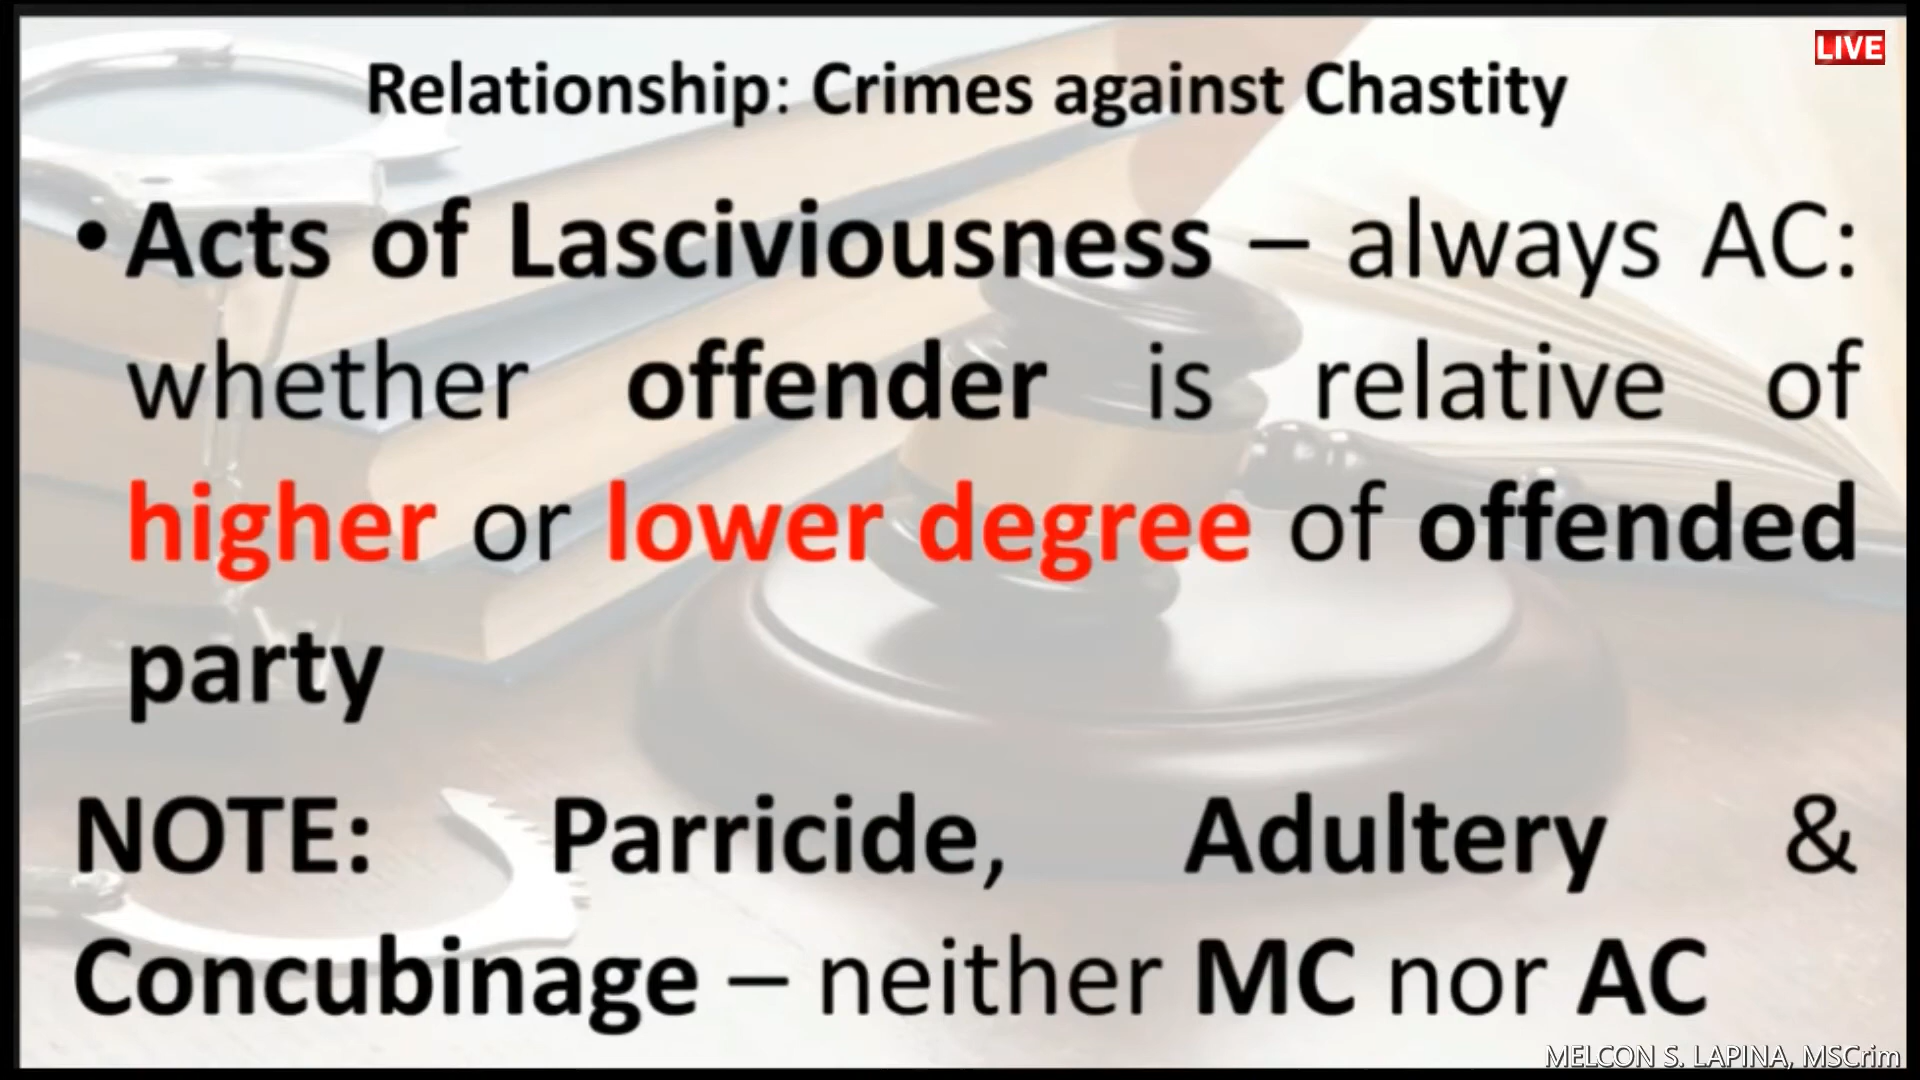 LIVE
Relationship: Crimes against Chastity
• Acts of Lasciviousness – always AC:
whether offender is relative of
higher or lower degree of offended
party
NOTE: Parricide, Adultery &
Concubinage – neither MC nor AC
MELCON S. LAPINA, MSCrim